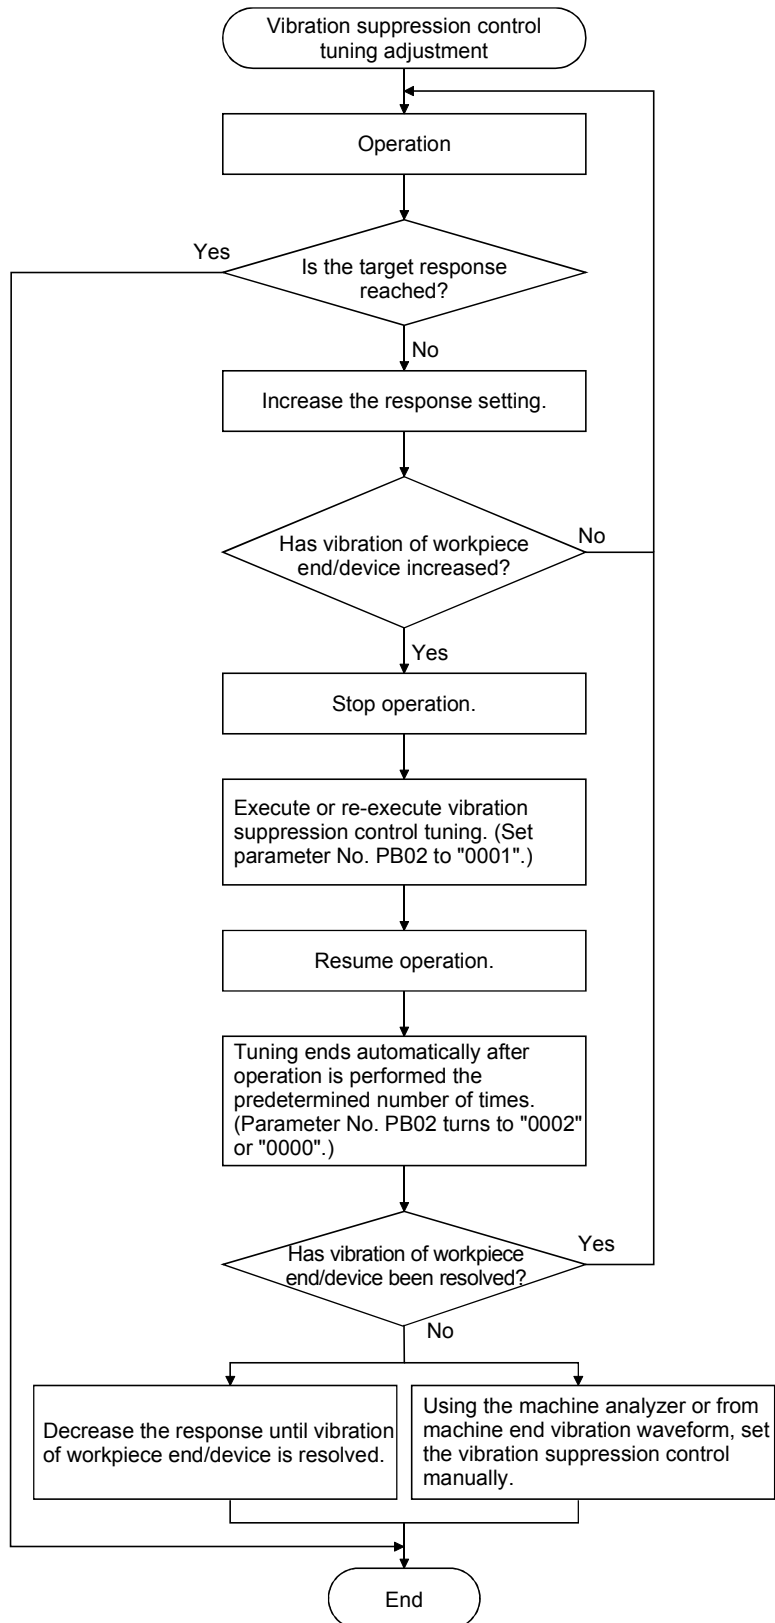 Vibration suppression control
tuning adjustment
Operation
Yes
Is the target response
reached?
No
Increase the response setting.
Has vibration of workpiece
end/device increased?
No
Yes
Stop operation.
Execute or re-execute vibration
suppression control tuning. (Set
parameter No. PB02 to "0001".)
Resume operation.
Tuning ends automatically after
operation is performed the
predetermined number of times.
(Parameter No. PB02 turns to "0002"
or "0000".)
Has vibration of workpiece
end/device been resolved?
Yes
No
Decrease the response until vibration
of workpiece end/device is resolved.
Using the machine analyzer or from
machine end vibration waveform, set
the vibration suppression control
manually.
End